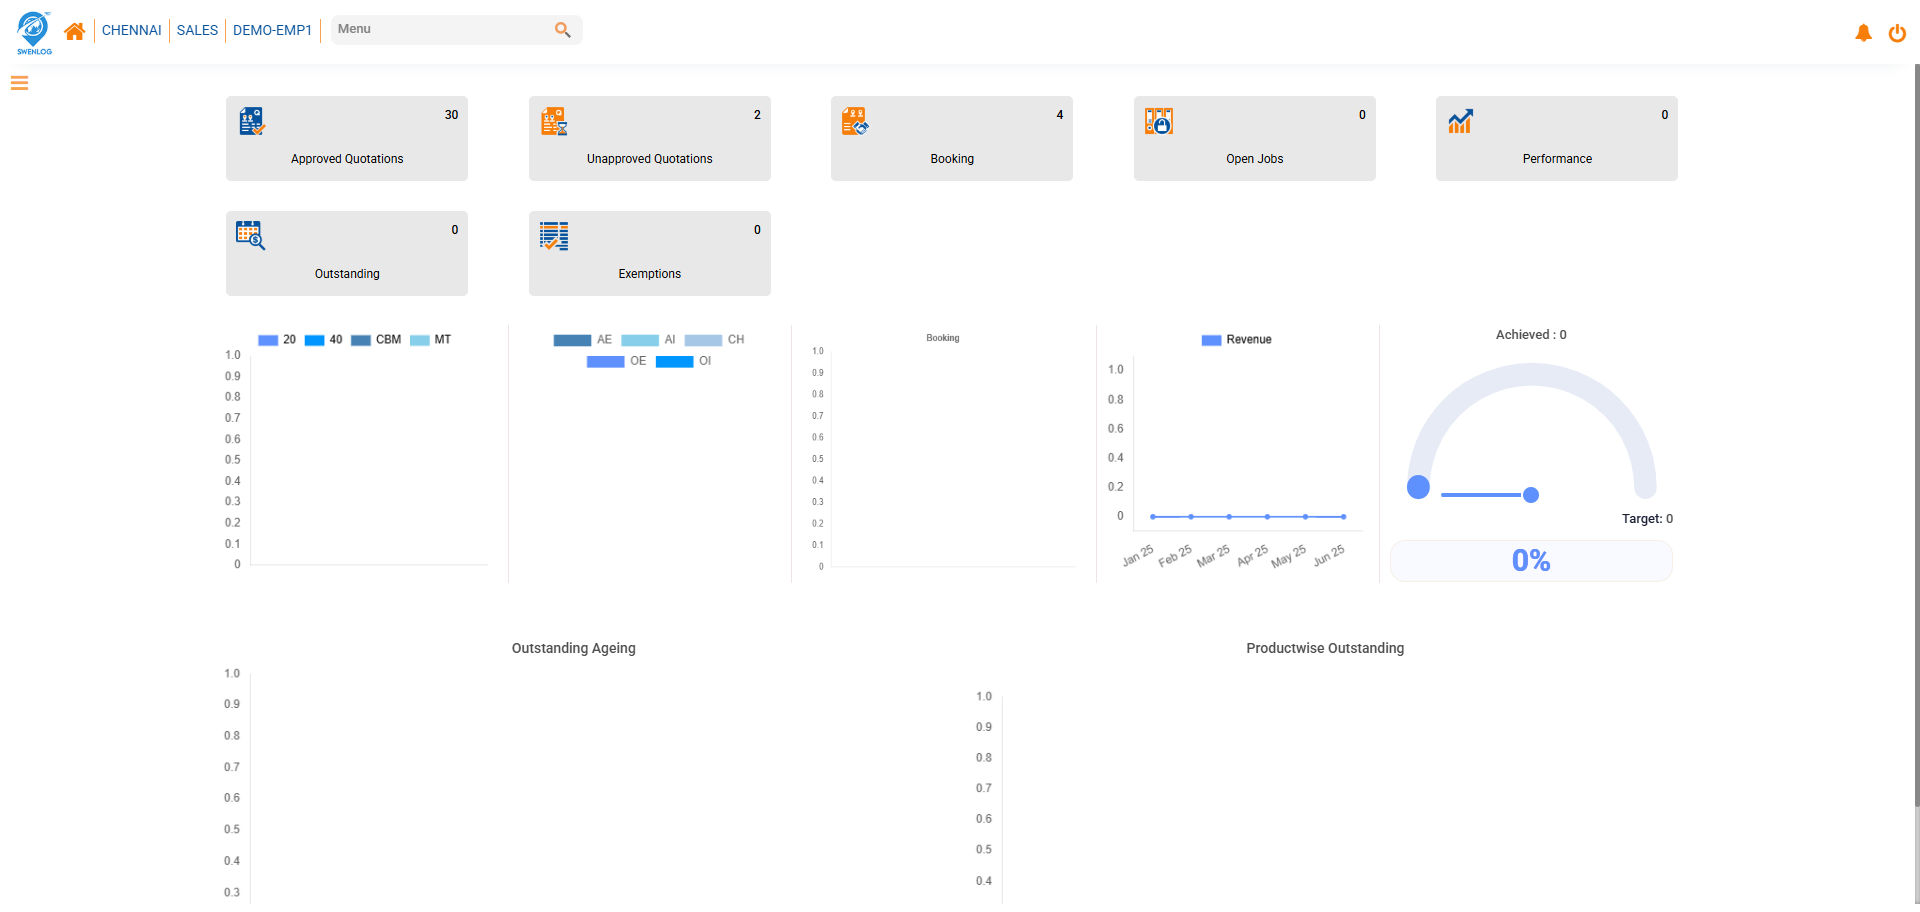 SWENLOG
CHENNAI
SALES
DEMO-EMP1
Menu
30
Approved Quotations
2
Unapproved Quotations
4
Booking
0
Open Jobs
0
Performance
0
Outstanding
0
Exemptions
20 40 CBM MT
1.0
0.9
0.8
0.7
0.6
0.5
0.4
0.3
0.2
0.1
0
AE AI CH
OE OI
Booking
1.0
0.9
0.8
0.7
0.6
0.5
0.4
0.3
0.2
0.1
0
Revenue
1.0
0.8
0.6
0.4
0.2
0
Jan 25 Feb 25 Mar 25 Apr 25 May 25 Jun 25
Achieved : 0
Target: 0
0%
Outstanding Ageing
1.0
0.9
0.8
0.7
0.6
0.5
0.4
0.3
Productwise Outstanding
1.0
0.9
0.8
0.7
0.6
0.5
0.4